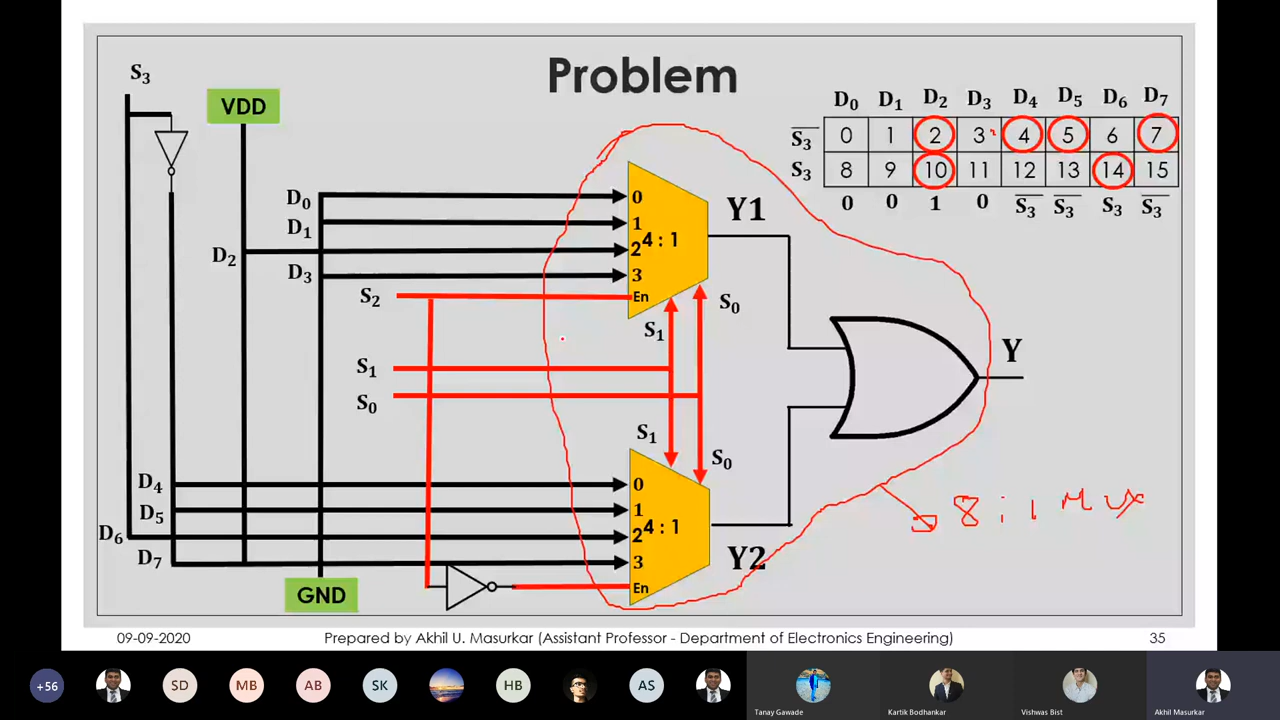 Problem
S3
VDD
D0 D1 D2 D3 D4 D5 D6 D7
S̅3̅ 0 1 2 3 4 5 6 7
S3 8 9 10 11 12 13 14 15
0 0 1 0 S̅3̅ S̅3̅ S3 S̅3̅
D0 0
D1 1
D2 2 4 : 1
D3 3
S2 En
Y1
S1 S0
S1
S0
Y
S1 S0
D4 0
D5 1
D6 2 4 : 1
D7 3
En
Y2
8 : 1 MUX
GND
09-09-2020 Prepared by Akhil U. Masurkar (Assistant Professor - Department of Electronics Engineering) 35
+56 SD MB AB SK HB AS
Tanay Gawade Kartik Bodhankar Vishwas Bist Akhil Masurkar